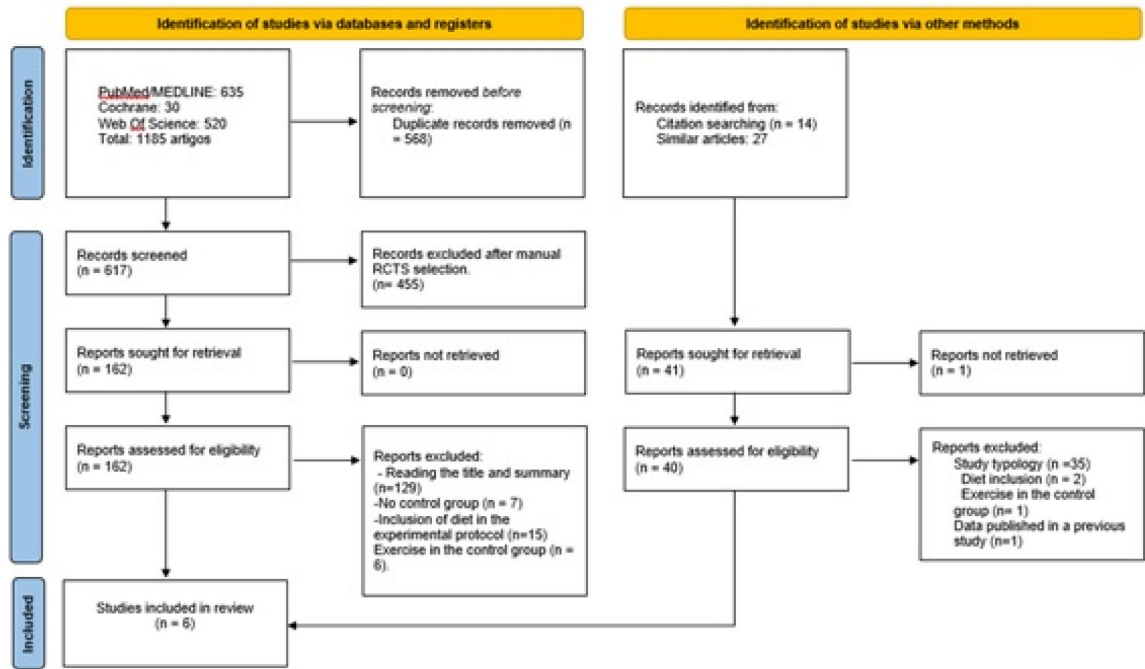 Identification of studies via databases and registers
Identification of studies via other methods
Identification
PubMed/MEDLINE: 635
Cochrane: 30
Web Of Science: 520
Total: 1185 artigos
Records removed before
screening:
Duplicate records removed (n
= 568)
Records identified from:
Citation searching (n = 14)
Similar articles: 27
Screening
Records screened
(n = 617)
Records excluded after manual
RCTS selection.
(n= 455)
Reports sought for retrieval
(n = 162)
Reports not retrieved
(n = 0)
Reports sought for retrieval
(n = 41)
Reports not retrieved
(n = 1)
Reports assessed for eligibility
(n = 162)
Reports excluded:
- Reading the title and summary
(n=129)
-No control group (n = 7)
-Inclusion of diet in the
experimental protocol (n=15)
Exercise in the control group (n =
6).
Reports assessed for eligibility
(n = 40)
Reports excluded:
Study typology (n =35)
Diet inclusion (n = 2)
Exercise in the control
group (n= 1)
Data published in a previous
study (n=1)
Included
Studies included in review
(n = 6)